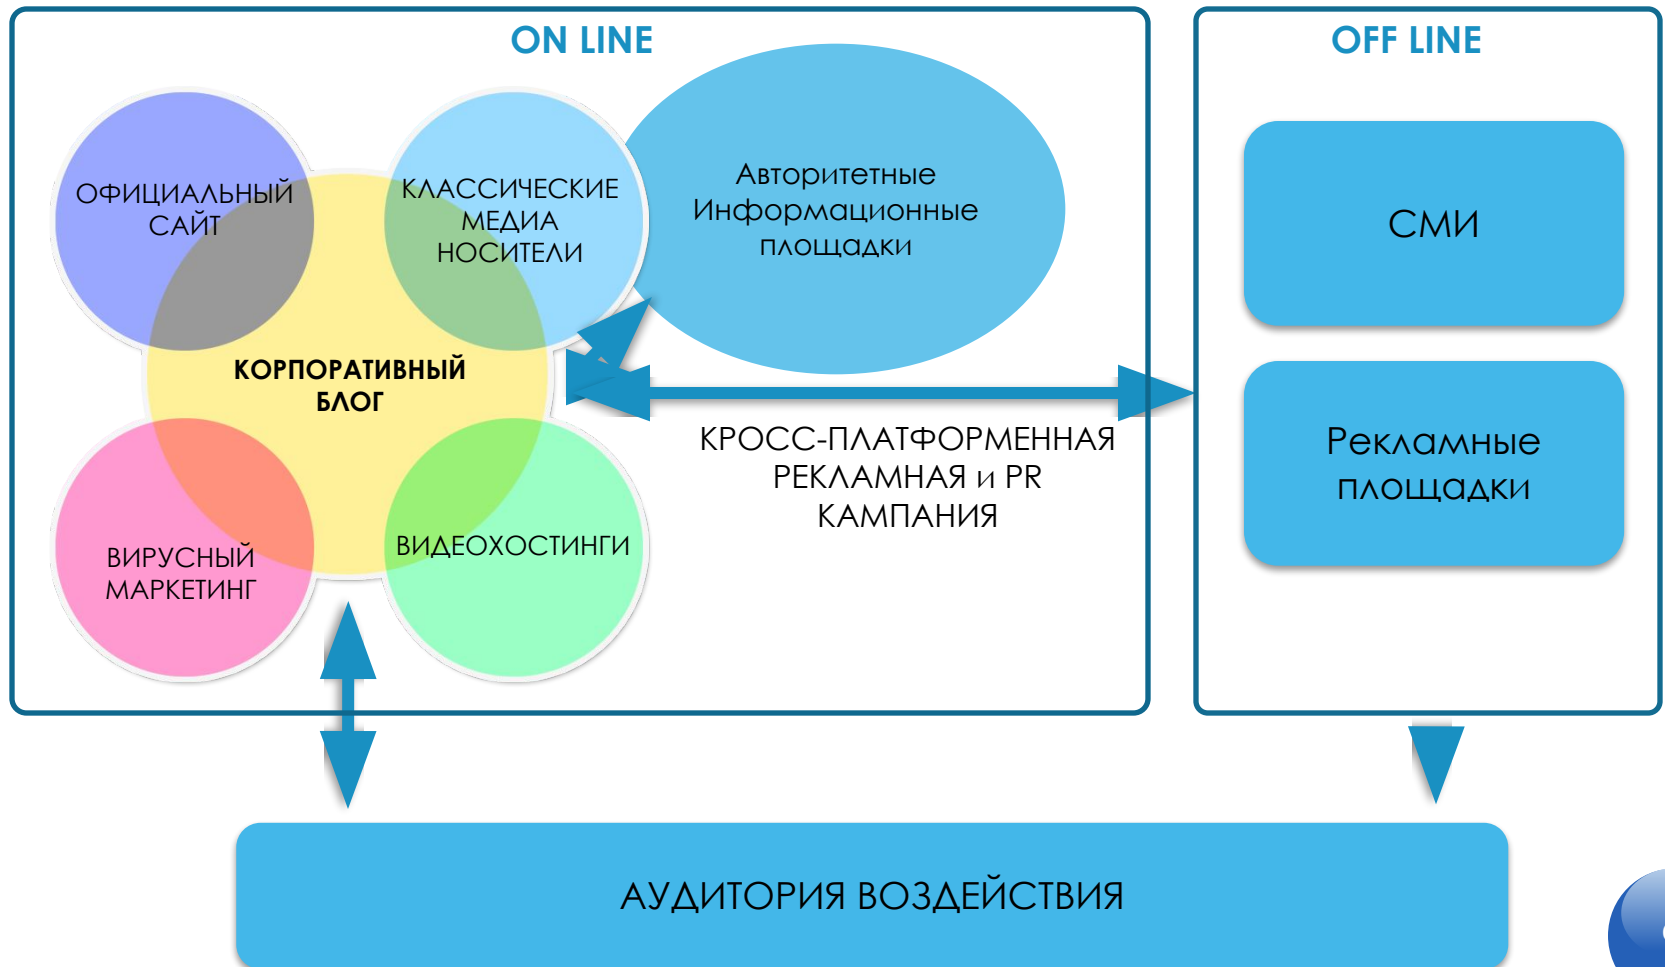 ON LINE
OFF LINE
ОФИЦИАЛЬНЫЙ
САЙТ
КЛАССИЧЕСКИЕ
МЕДИА
НОСИТЕЛИ
Авторитетные
Информационные
площадки
СМИ
КОРПОРАТИВНЫЙ
БЛОГ
КРОСС-ПЛАТФОРМЕННАЯ
РЕКЛАМНАЯ и PR
КАМПАНИЯ
Рекламные
площадки
ВИРУСНЫЙ
МАРКЕТИНГ
ВИДЕОХОСТИНГИ
АУДИТОРИЯ ВОЗДЕЙСТВИЯ